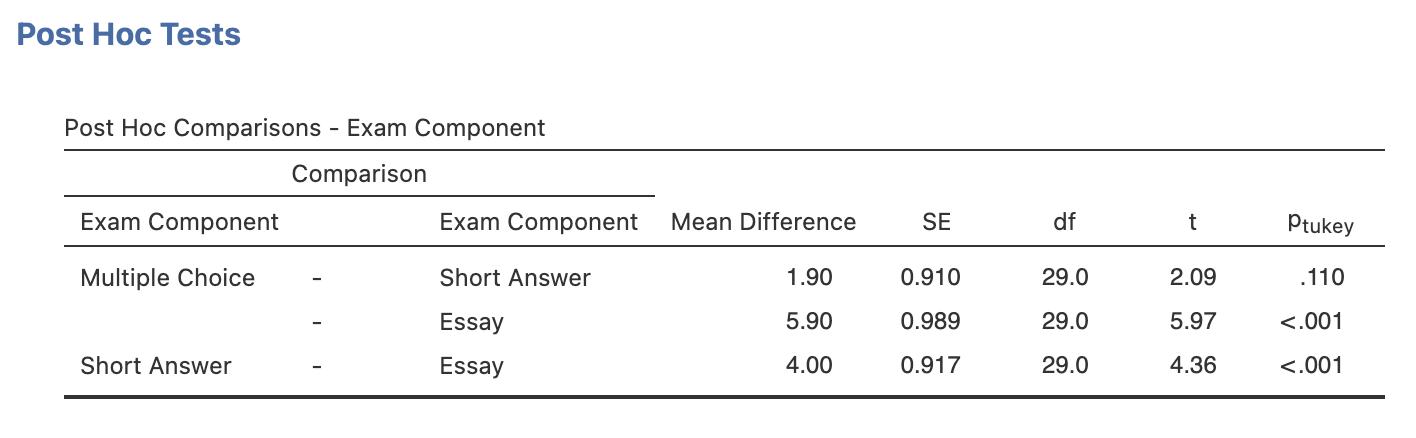 Post Hoc Tests
Post Hoc Comparisons - Exam Component
Comparison
Exam Component Exam Component Mean Difference SE df t ptukey
Multiple Choice - Short Answer 1.90 0.910 29.0 2.09 .110
- Essay 5.90 0.989 29.0 5.97 <.001
Short Answer - Essay 4.00 0.917 29.0 4.36 <.001